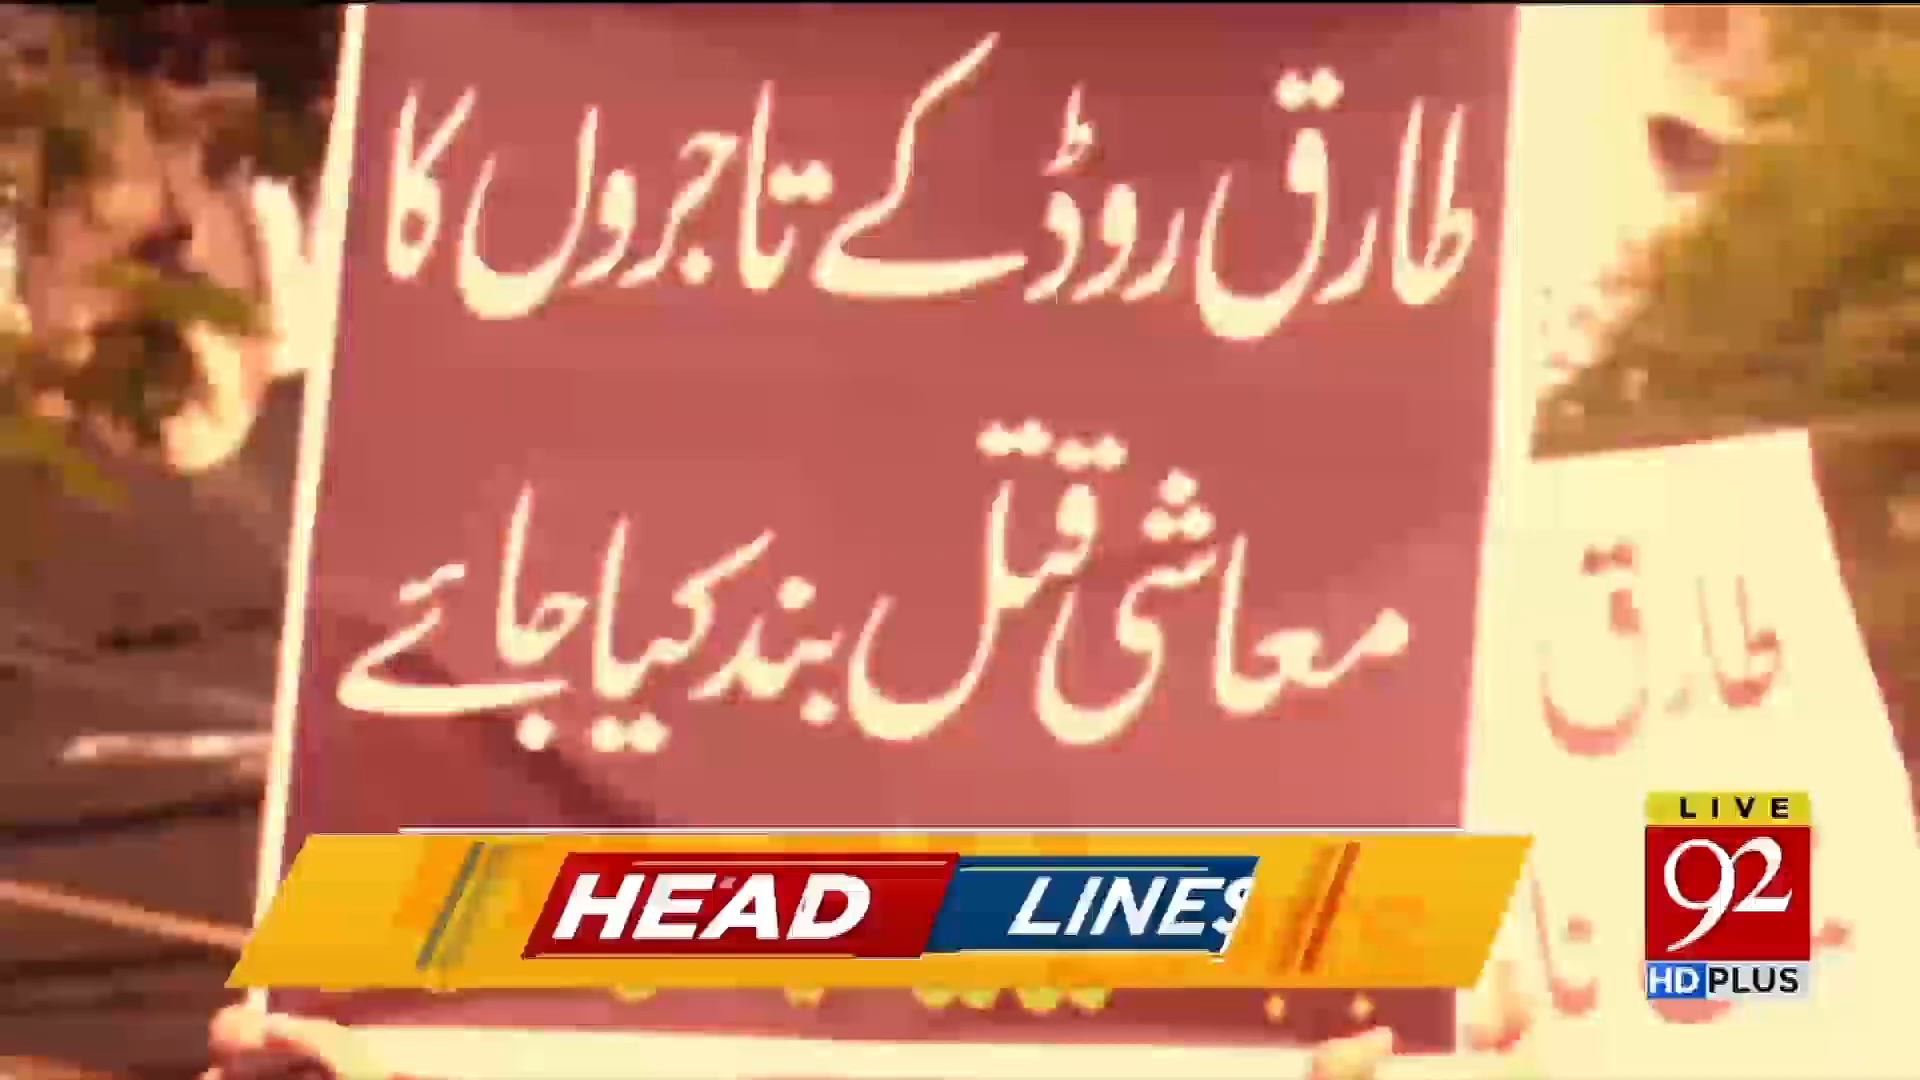 طارق روڈ کے تاجروں کا
معاشی قتل بند کیا جائے
طارق
HEAD LINES
LIVE
92
HD PLUS